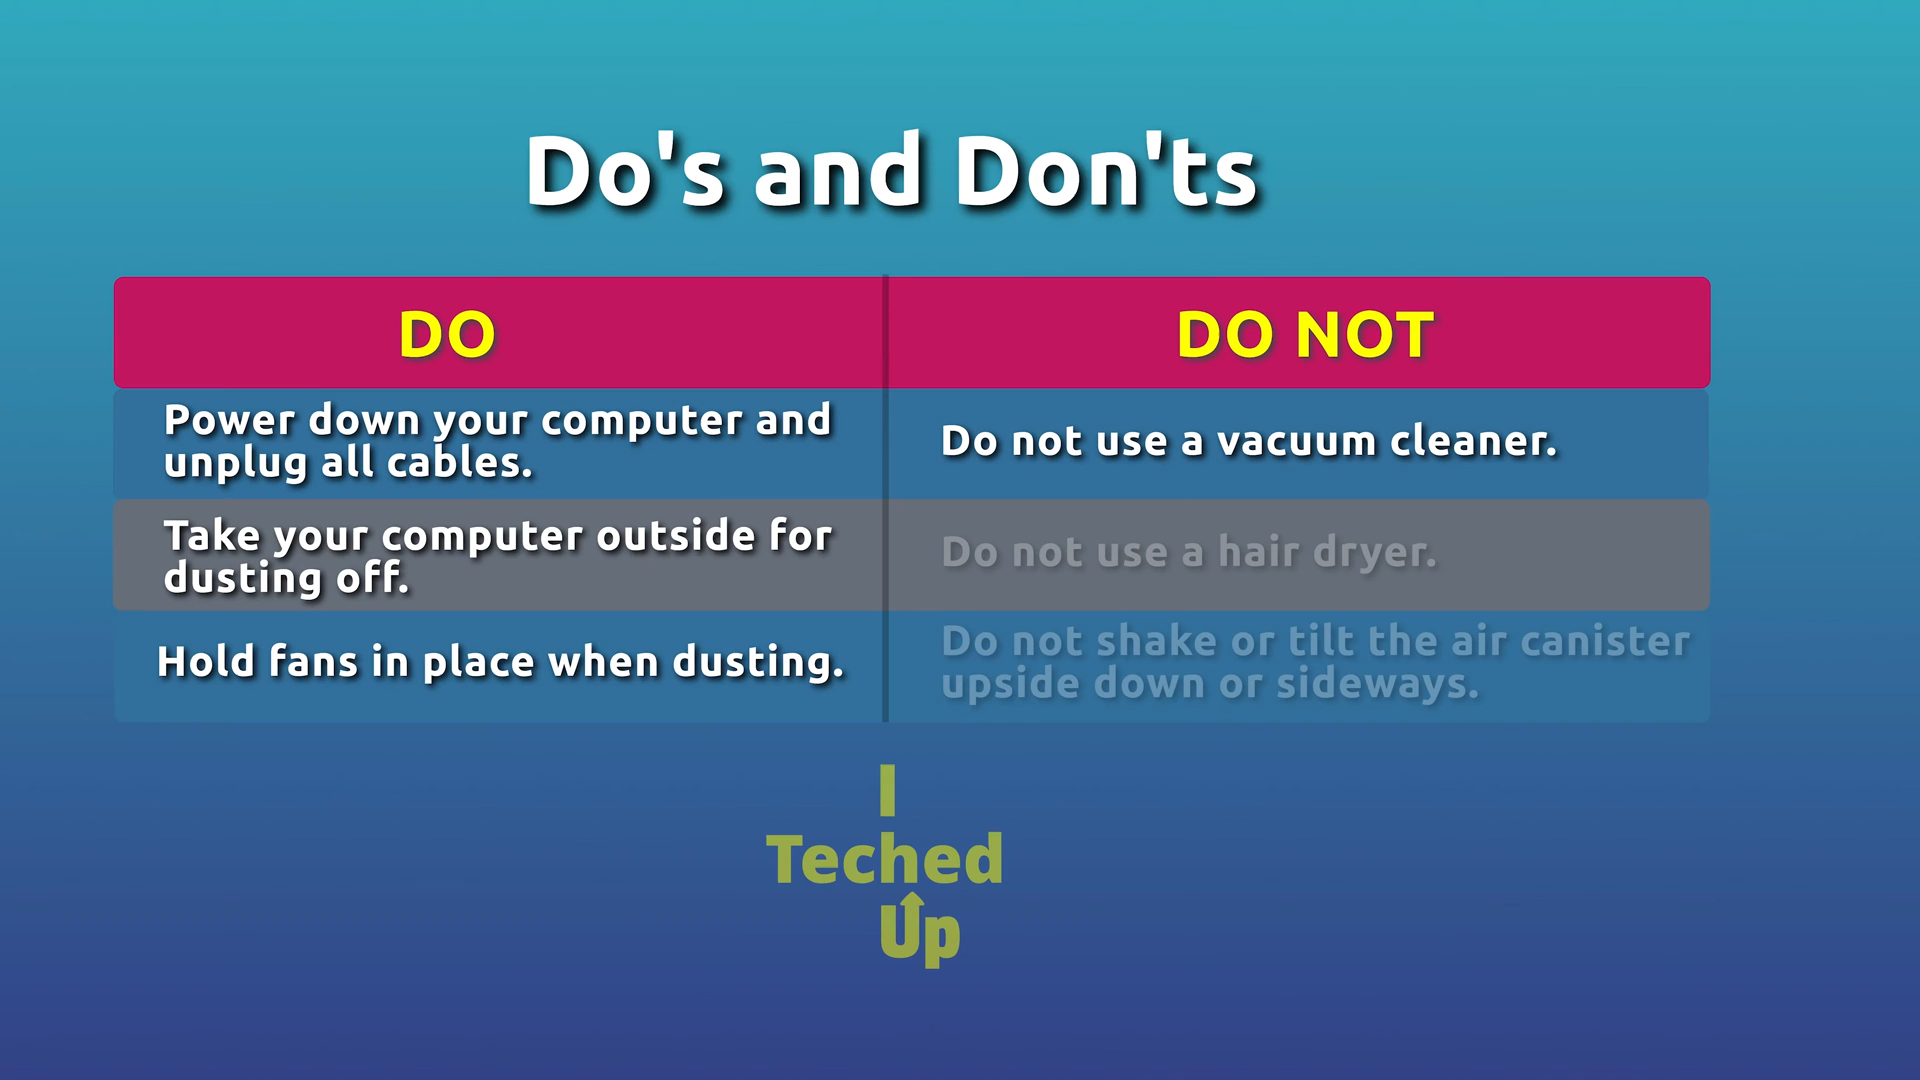 Do's and Don'ts
DO
DO NOT
Power down your computer and
unplug all cables.
Do not use a vacuum cleaner.
Take your computer outside for
dusting off.
Do not use a hair dryer.
Hold fans in place when dusting.
Do not shake or tilt the air canister
upside down or sideways.
I
Teched
Up